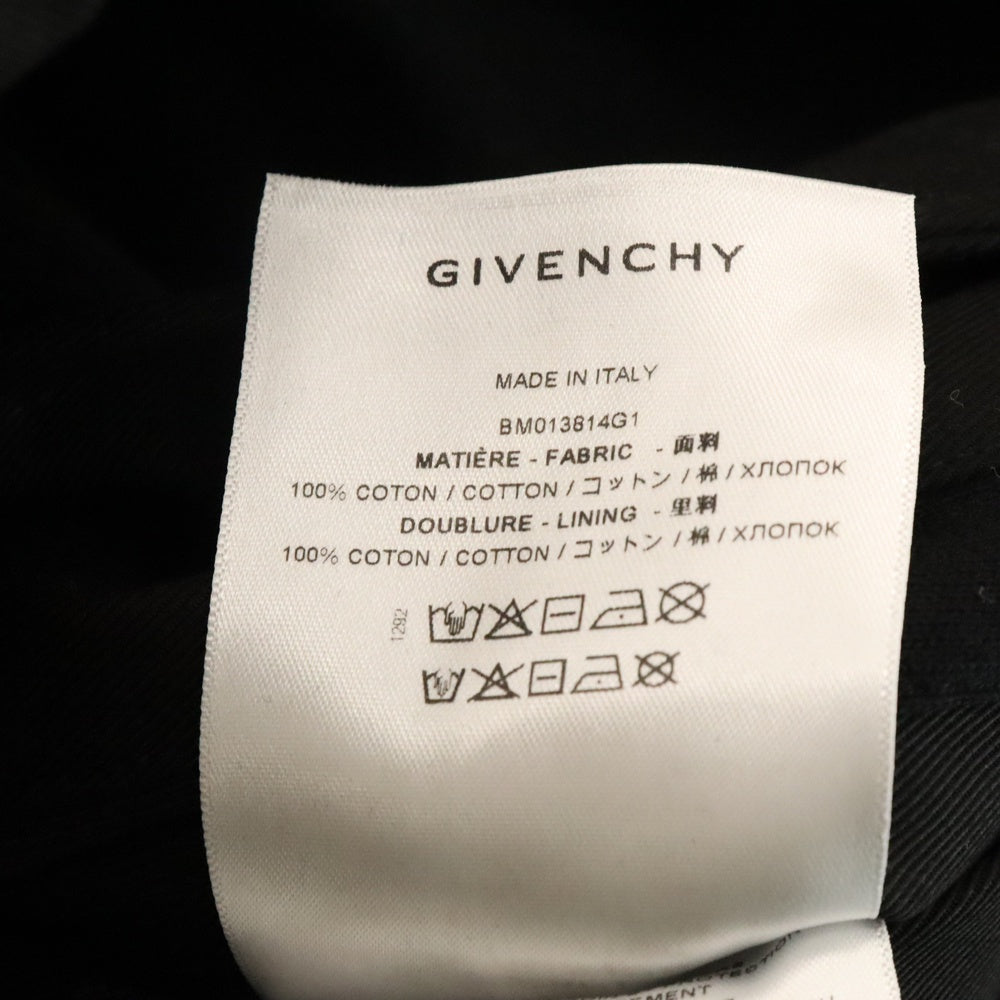 GIVENCHY
MADE IN ITALY
BM013814G1
MATIÈRE - FABRIC - 面料
100% COTON / COTTON / コットン / 棉 / ХЛОПОК
DOUBLURE - LINING - 里料
100% COTON / COTTON / コットン / 棉 / ХЛОПОК
1292